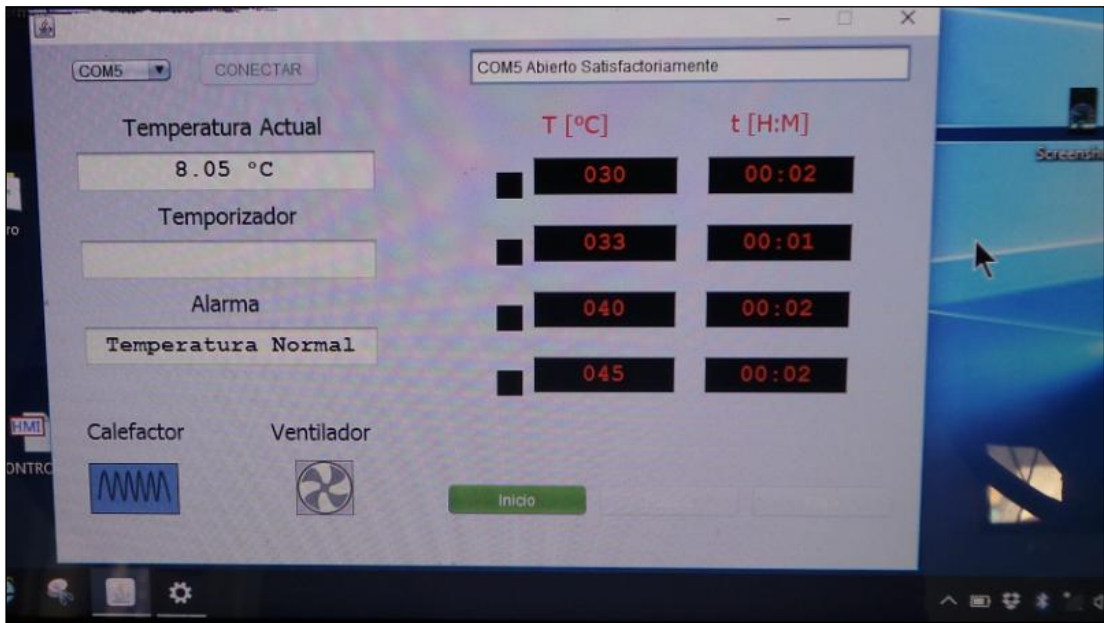 COM5 CONECTAR COM5 Abierto Satisfactoriamente
Temperatura Actual T [ºC] t [H:M]
8.05 °C 030 00:02
Temporizador
033 00:01
Alarma 040 00:02
Temperatura Normal
045 00:02
Calefactor Ventilador
Inicio
HMI